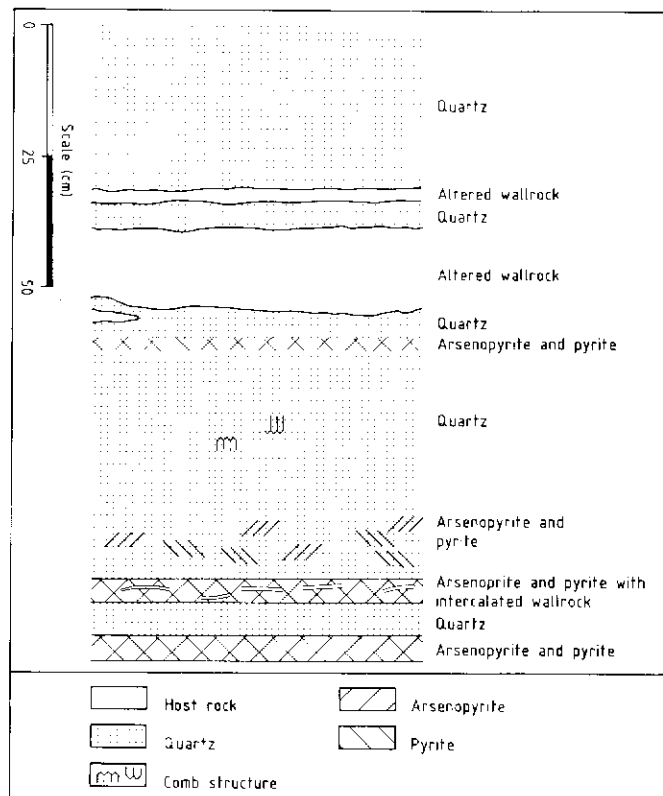 0
25
50
Scale (cm)
Quartz
Altered wallrock
Quartz
Altered wallrock
Quartz
Arsenopyrite and pyrite
Quartz
Arsenopyrite and
pyrite
Arsenoprite and pyrite with
intercalated wallrock
Quartz
Arsenopyrite and pyrite
Host rock
Arsenopyrite
Quartz
Pyrite
Comb structure